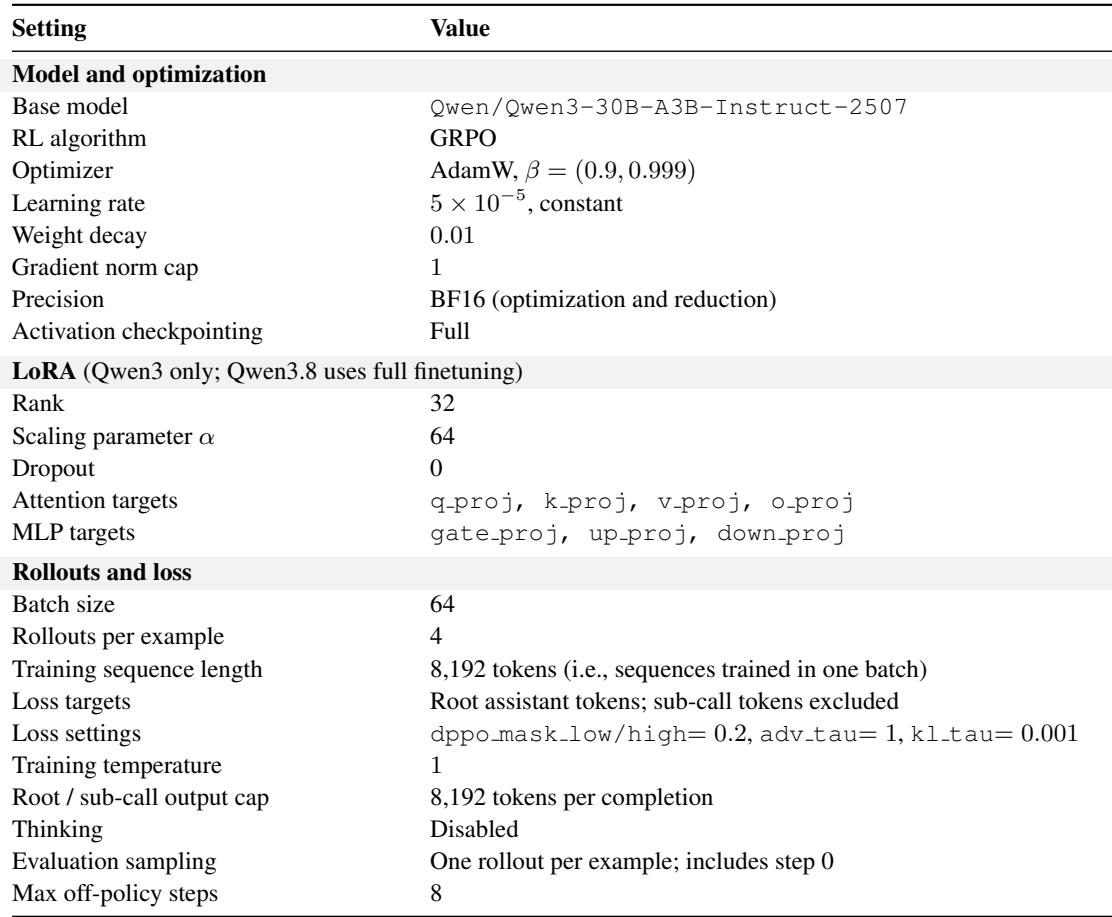 Setting Value
Model and optimization
Base model Qwen/Qwen3-30B-A3B-Instruct-2507
RL algorithm GRPO
Optimizer AdamW, β = (0.9, 0.999)
Learning rate 5 × 10⁻⁵, constant
Weight decay 0.01
Gradient norm cap 1
Precision BF16 (optimization and reduction)
Activation checkpointing Full
LoRA (Qwen3 only; Qwen3.8 uses full finetuning)
Rank 32
Scaling parameter α 64
Dropout 0
Attention targets q_proj, k_proj, v_proj, o_proj
MLP targets gate_proj, up_proj, down_proj
Rollouts and loss
Batch size 64
Rollouts per example 4
Training sequence length 8,192 tokens (i.e., sequences trained in one batch)
Loss targets Root assistant tokens; sub-call tokens excluded
Loss settings dppo_mask_low/high= 0.2, adv_tau= 1, kl_tau= 0.001
Training temperature 1
Root / sub-call output cap 8,192 tokens per completion
Thinking Disabled
Evaluation sampling One rollout per example; includes step 0
Max off-policy steps 8